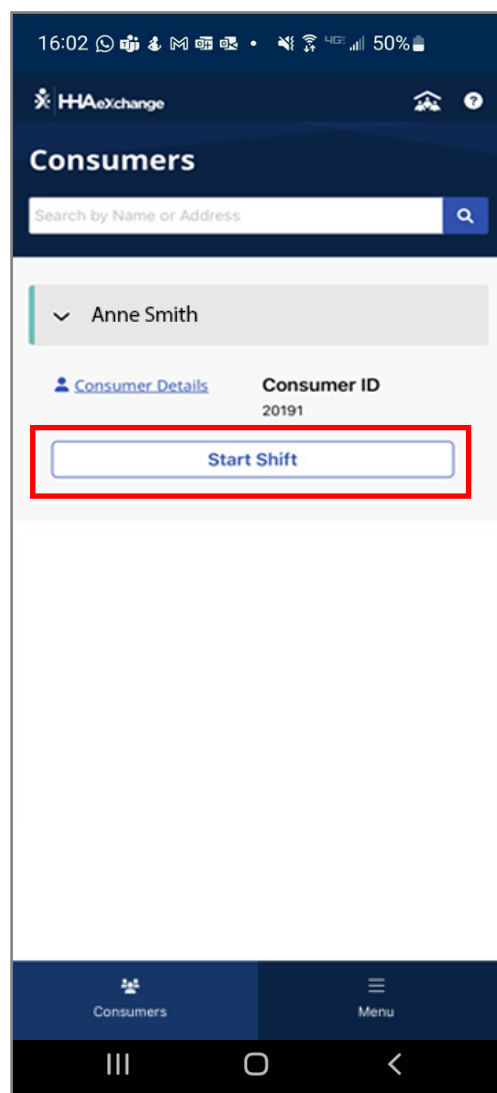 16:02 4GE 50%
HHAeXchange ?
Consumers
Search by Name or Address
Anne Smith
Consumer Details
Consumer ID
20191
Start Shift
Consumers
Menu